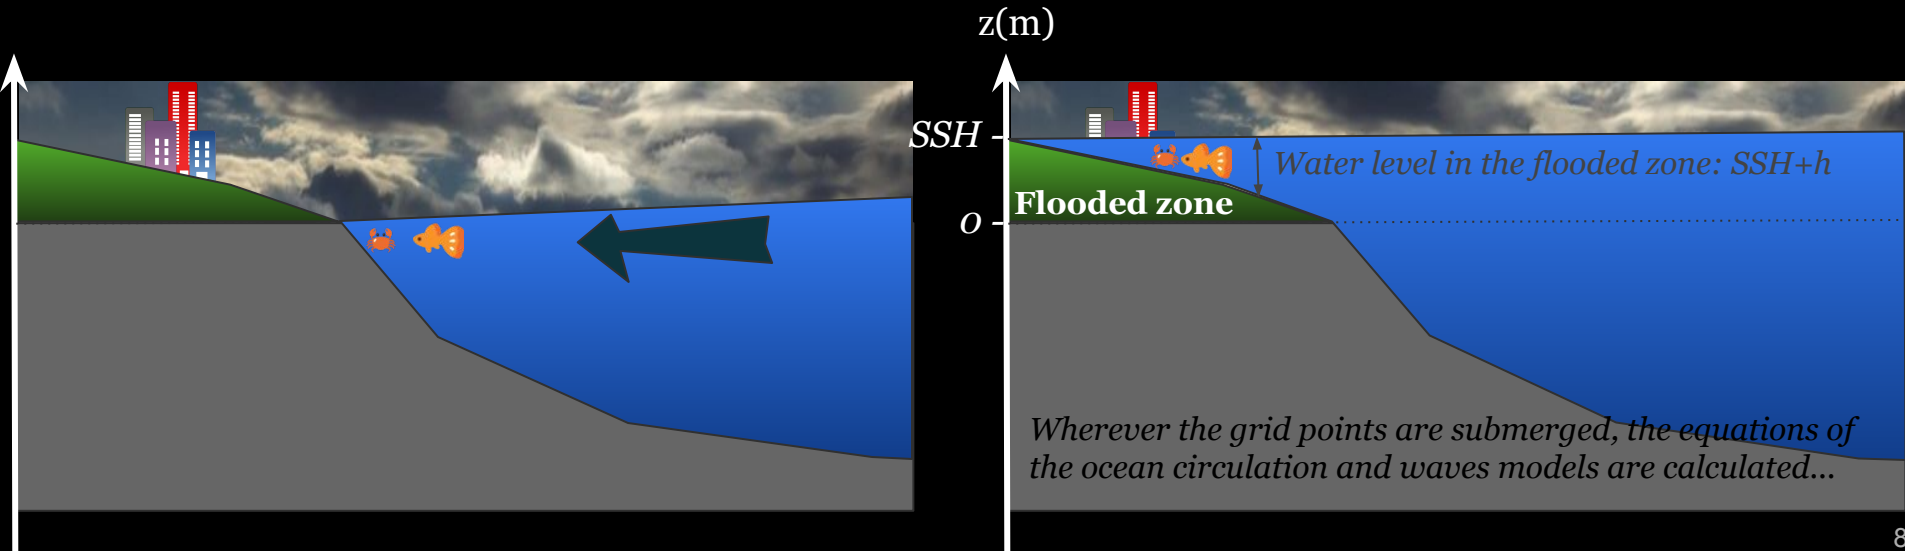 z(m)
SSH
Water level in the flooded zone: SSH+h
Flooded zone
0
Wherever the grid points are submerged, the equations of
the ocean circulation and waves models are calculated...
8